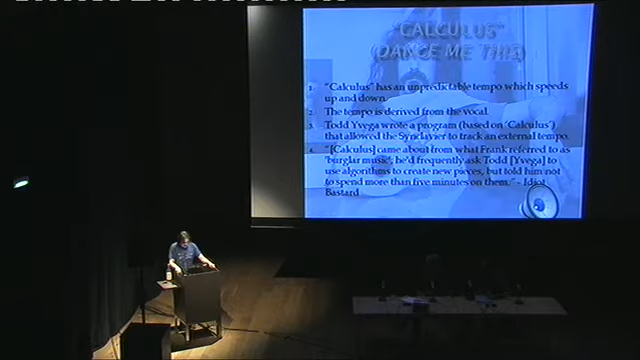 "CALCULUS"
(DANCE ME THIS)
1. "Calculus" has an unpredictable tempo which speeds
up and down.
2. The tempo is derived from the vocal.
3. Todd Yvega wrote a program (based on 'Calculus')
that allowed the Synclavier to track an external tempo.
4. "[Calculus] came about from what Frank referred to as
'burglar music'; he'd frequently ask Todd [Yvega] to
use algorithms to create new pieces, but told him not
to spend more than five minutes on them." - Idiot
Bastard